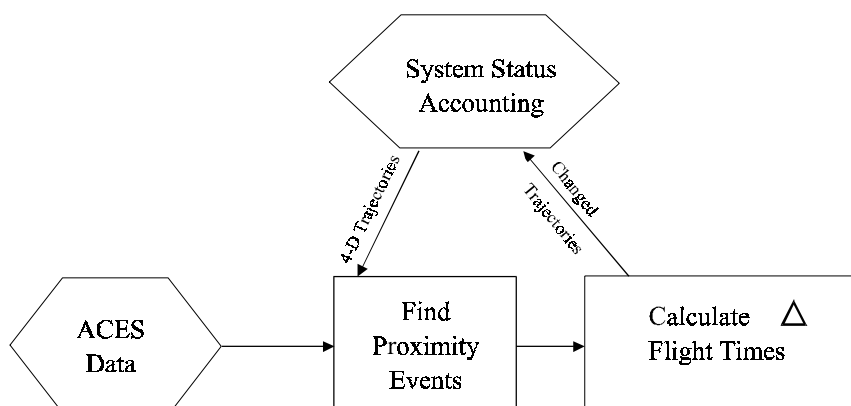 System Status
Accounting
4-D Trajectories
Changed
Trajectories
ACES
Data
Find
Proximity
Events
Calculate Δ
Flight Times